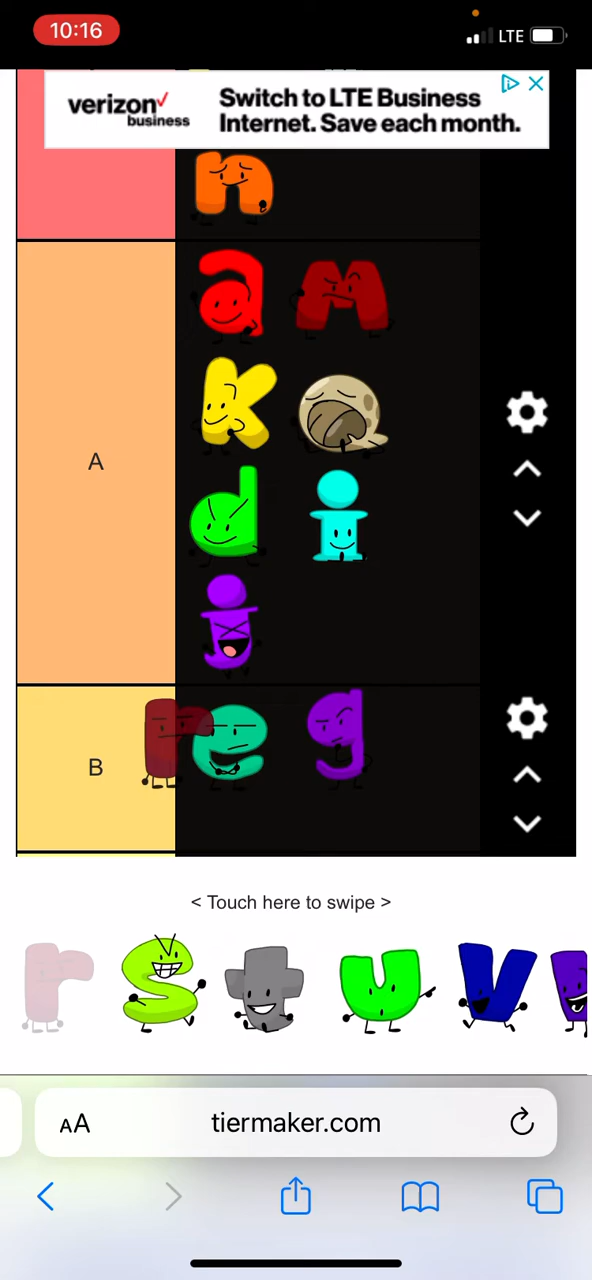 10:16
LTE
verizon
business
Switch to LTE Business
Internet. Save each month.
n
a M
k Q
d i
j
A
r e g
B
< Touch here to swipe >
r s t u v
AA tiermaker.com